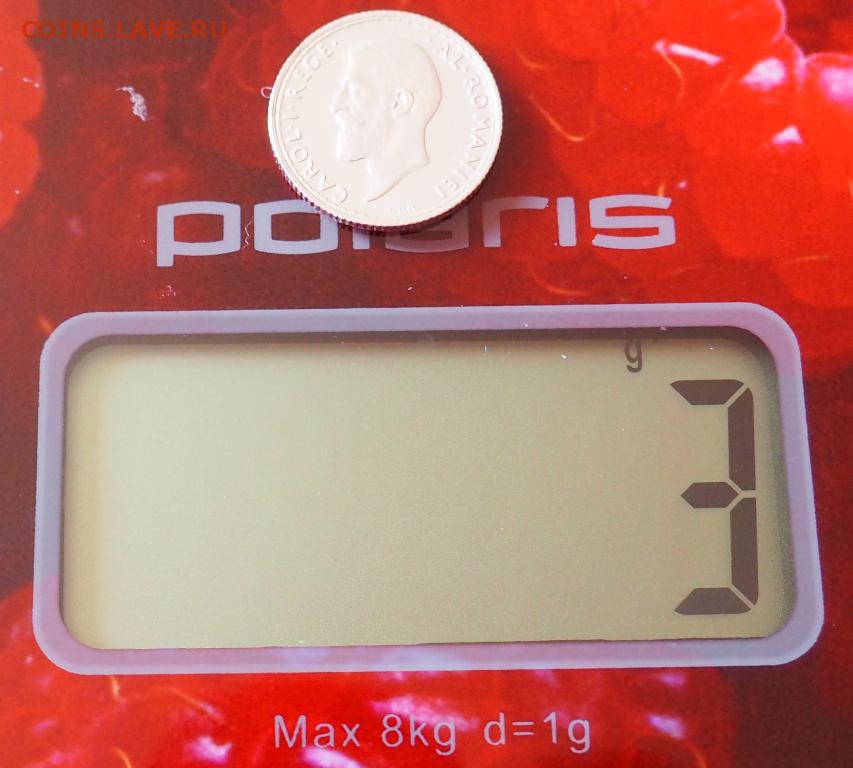 COINS.LAVE.RU
CAROL I REGE · AL · ROMANIEI
polaris
g
3
Max 8kg d=1g